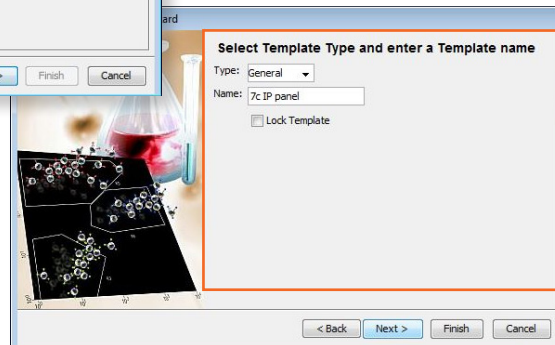 ard
Finish Cancel
Select Template Type and enter a Template name
Type: General
Name: 7c IP panel
Lock Template
< Back Next > Finish Cancel